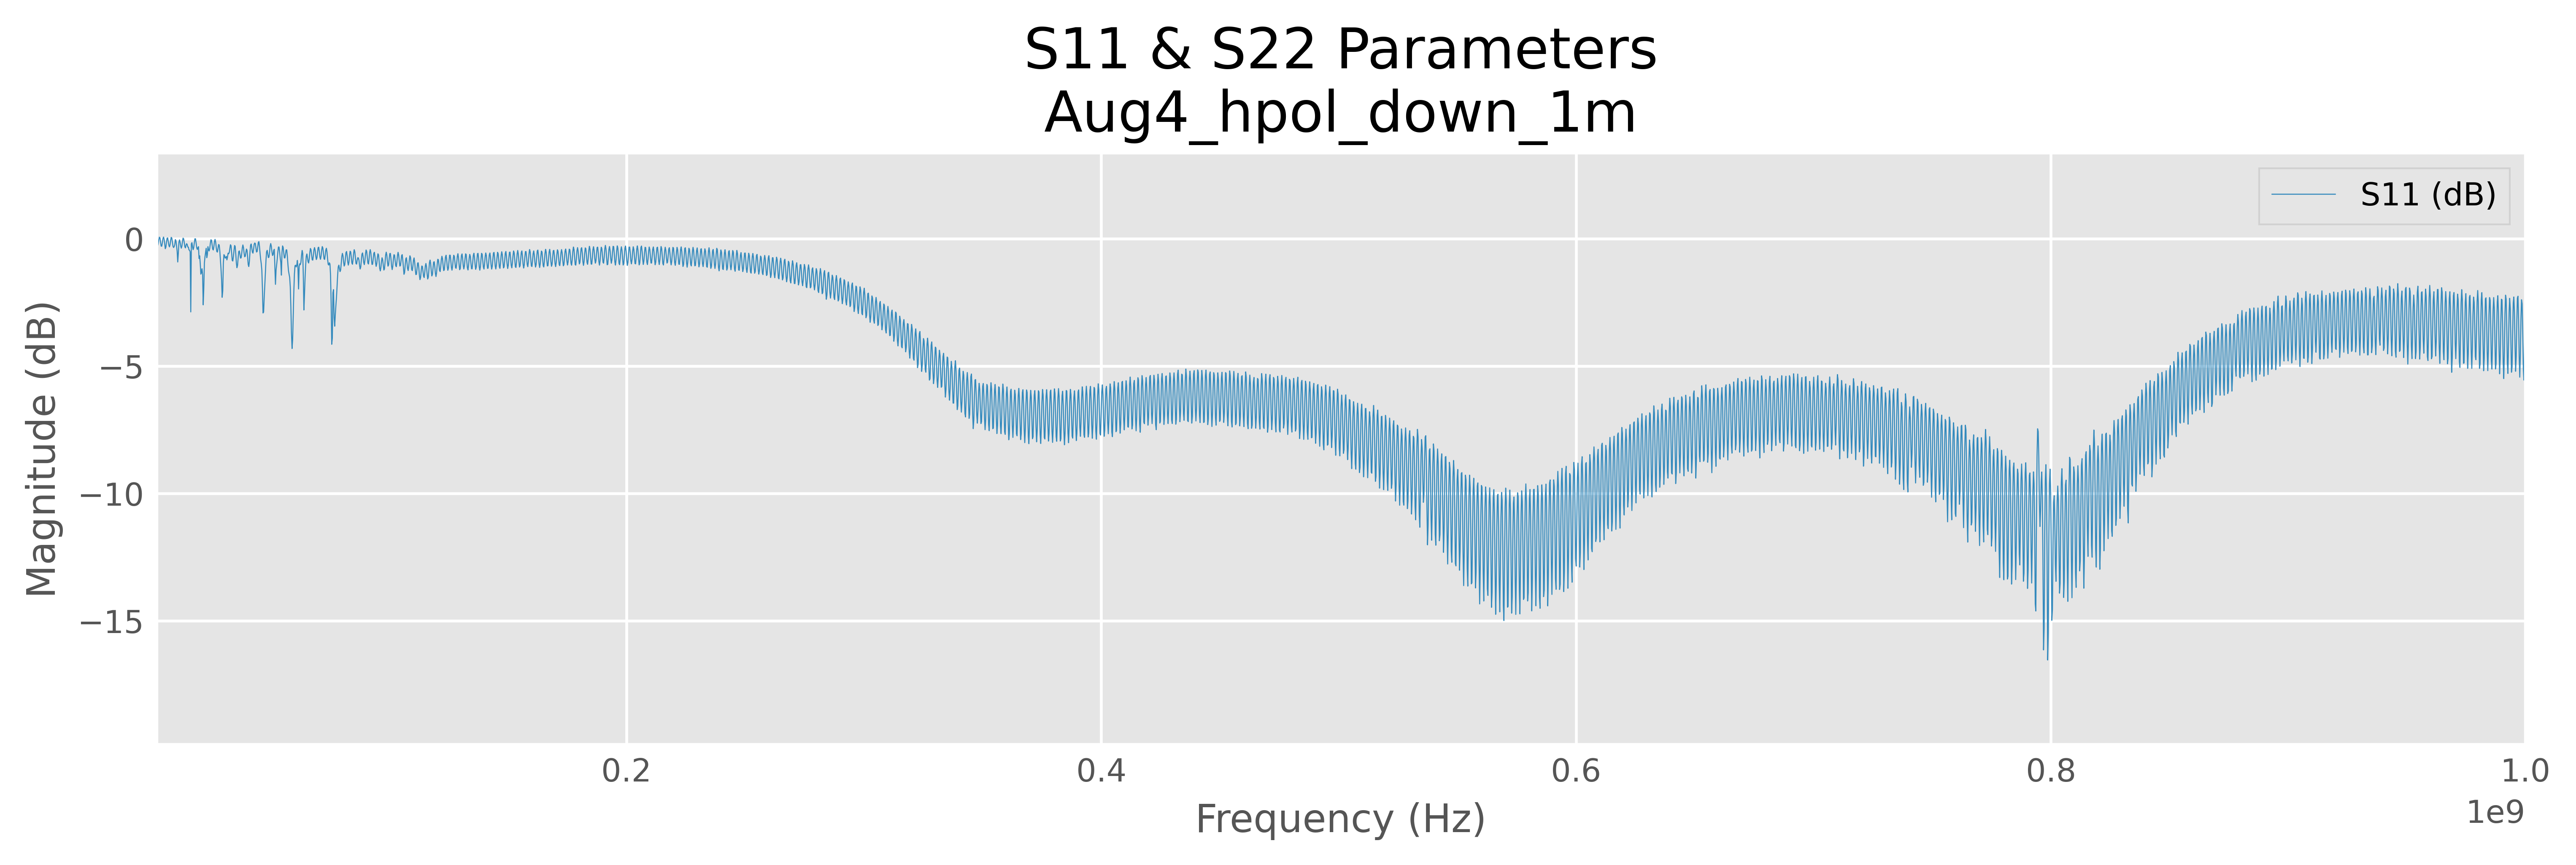 S11 & S22 Parameters
Aug4_hpol_down_1m
S11 (dB)
Magnitude (dB)
0
−5
−10
−15
0.2
0.4
0.6
0.8
1.0
1e9
Frequency (Hz)